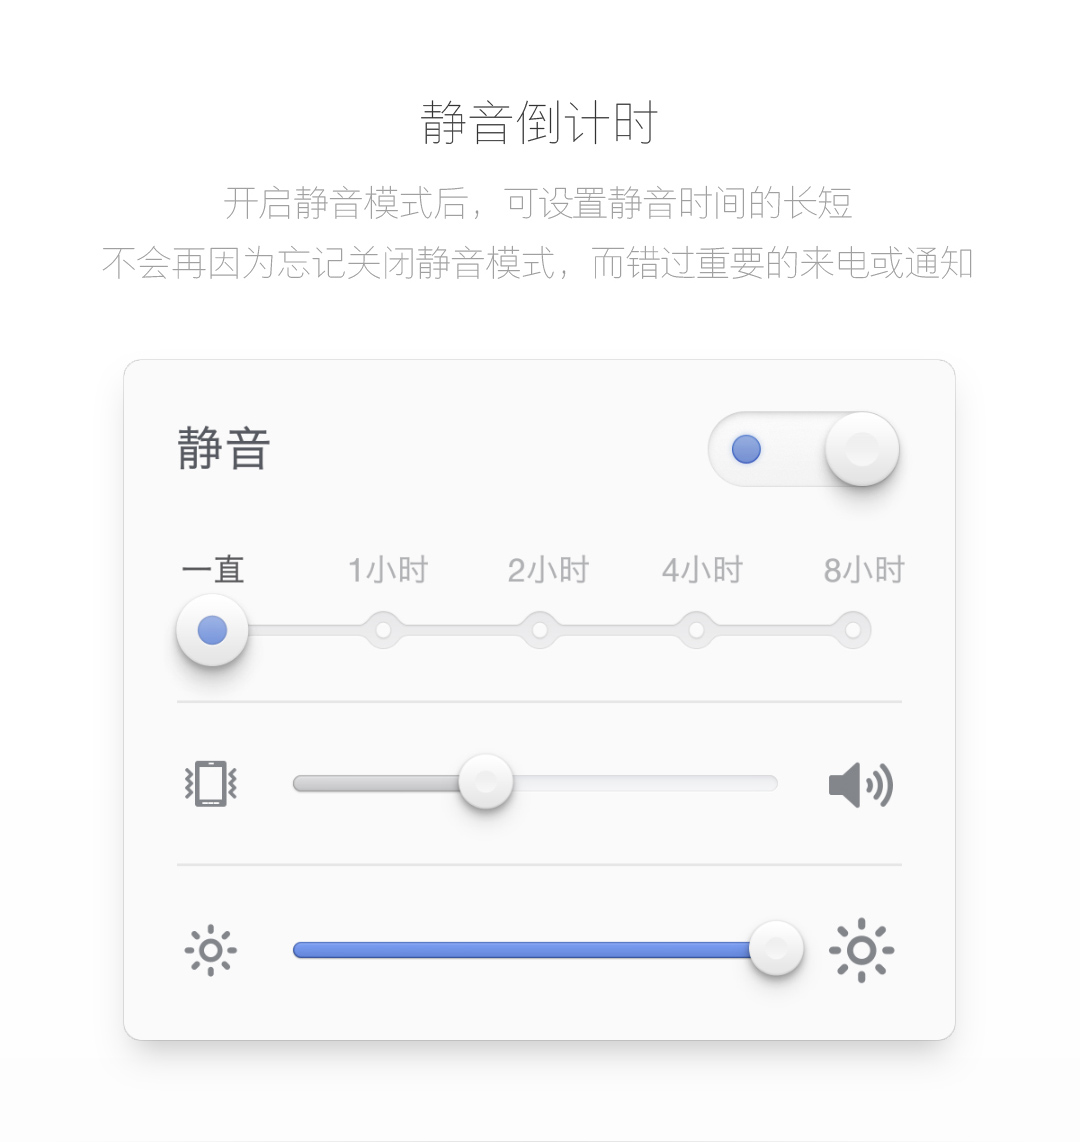 静音倒计时
开启静音模式后，可设置静音时间的长短
不会再因为忘记关闭静音模式，而错过重要的来电或通知
静音
一直 1小时 2小时 4小时 8小时